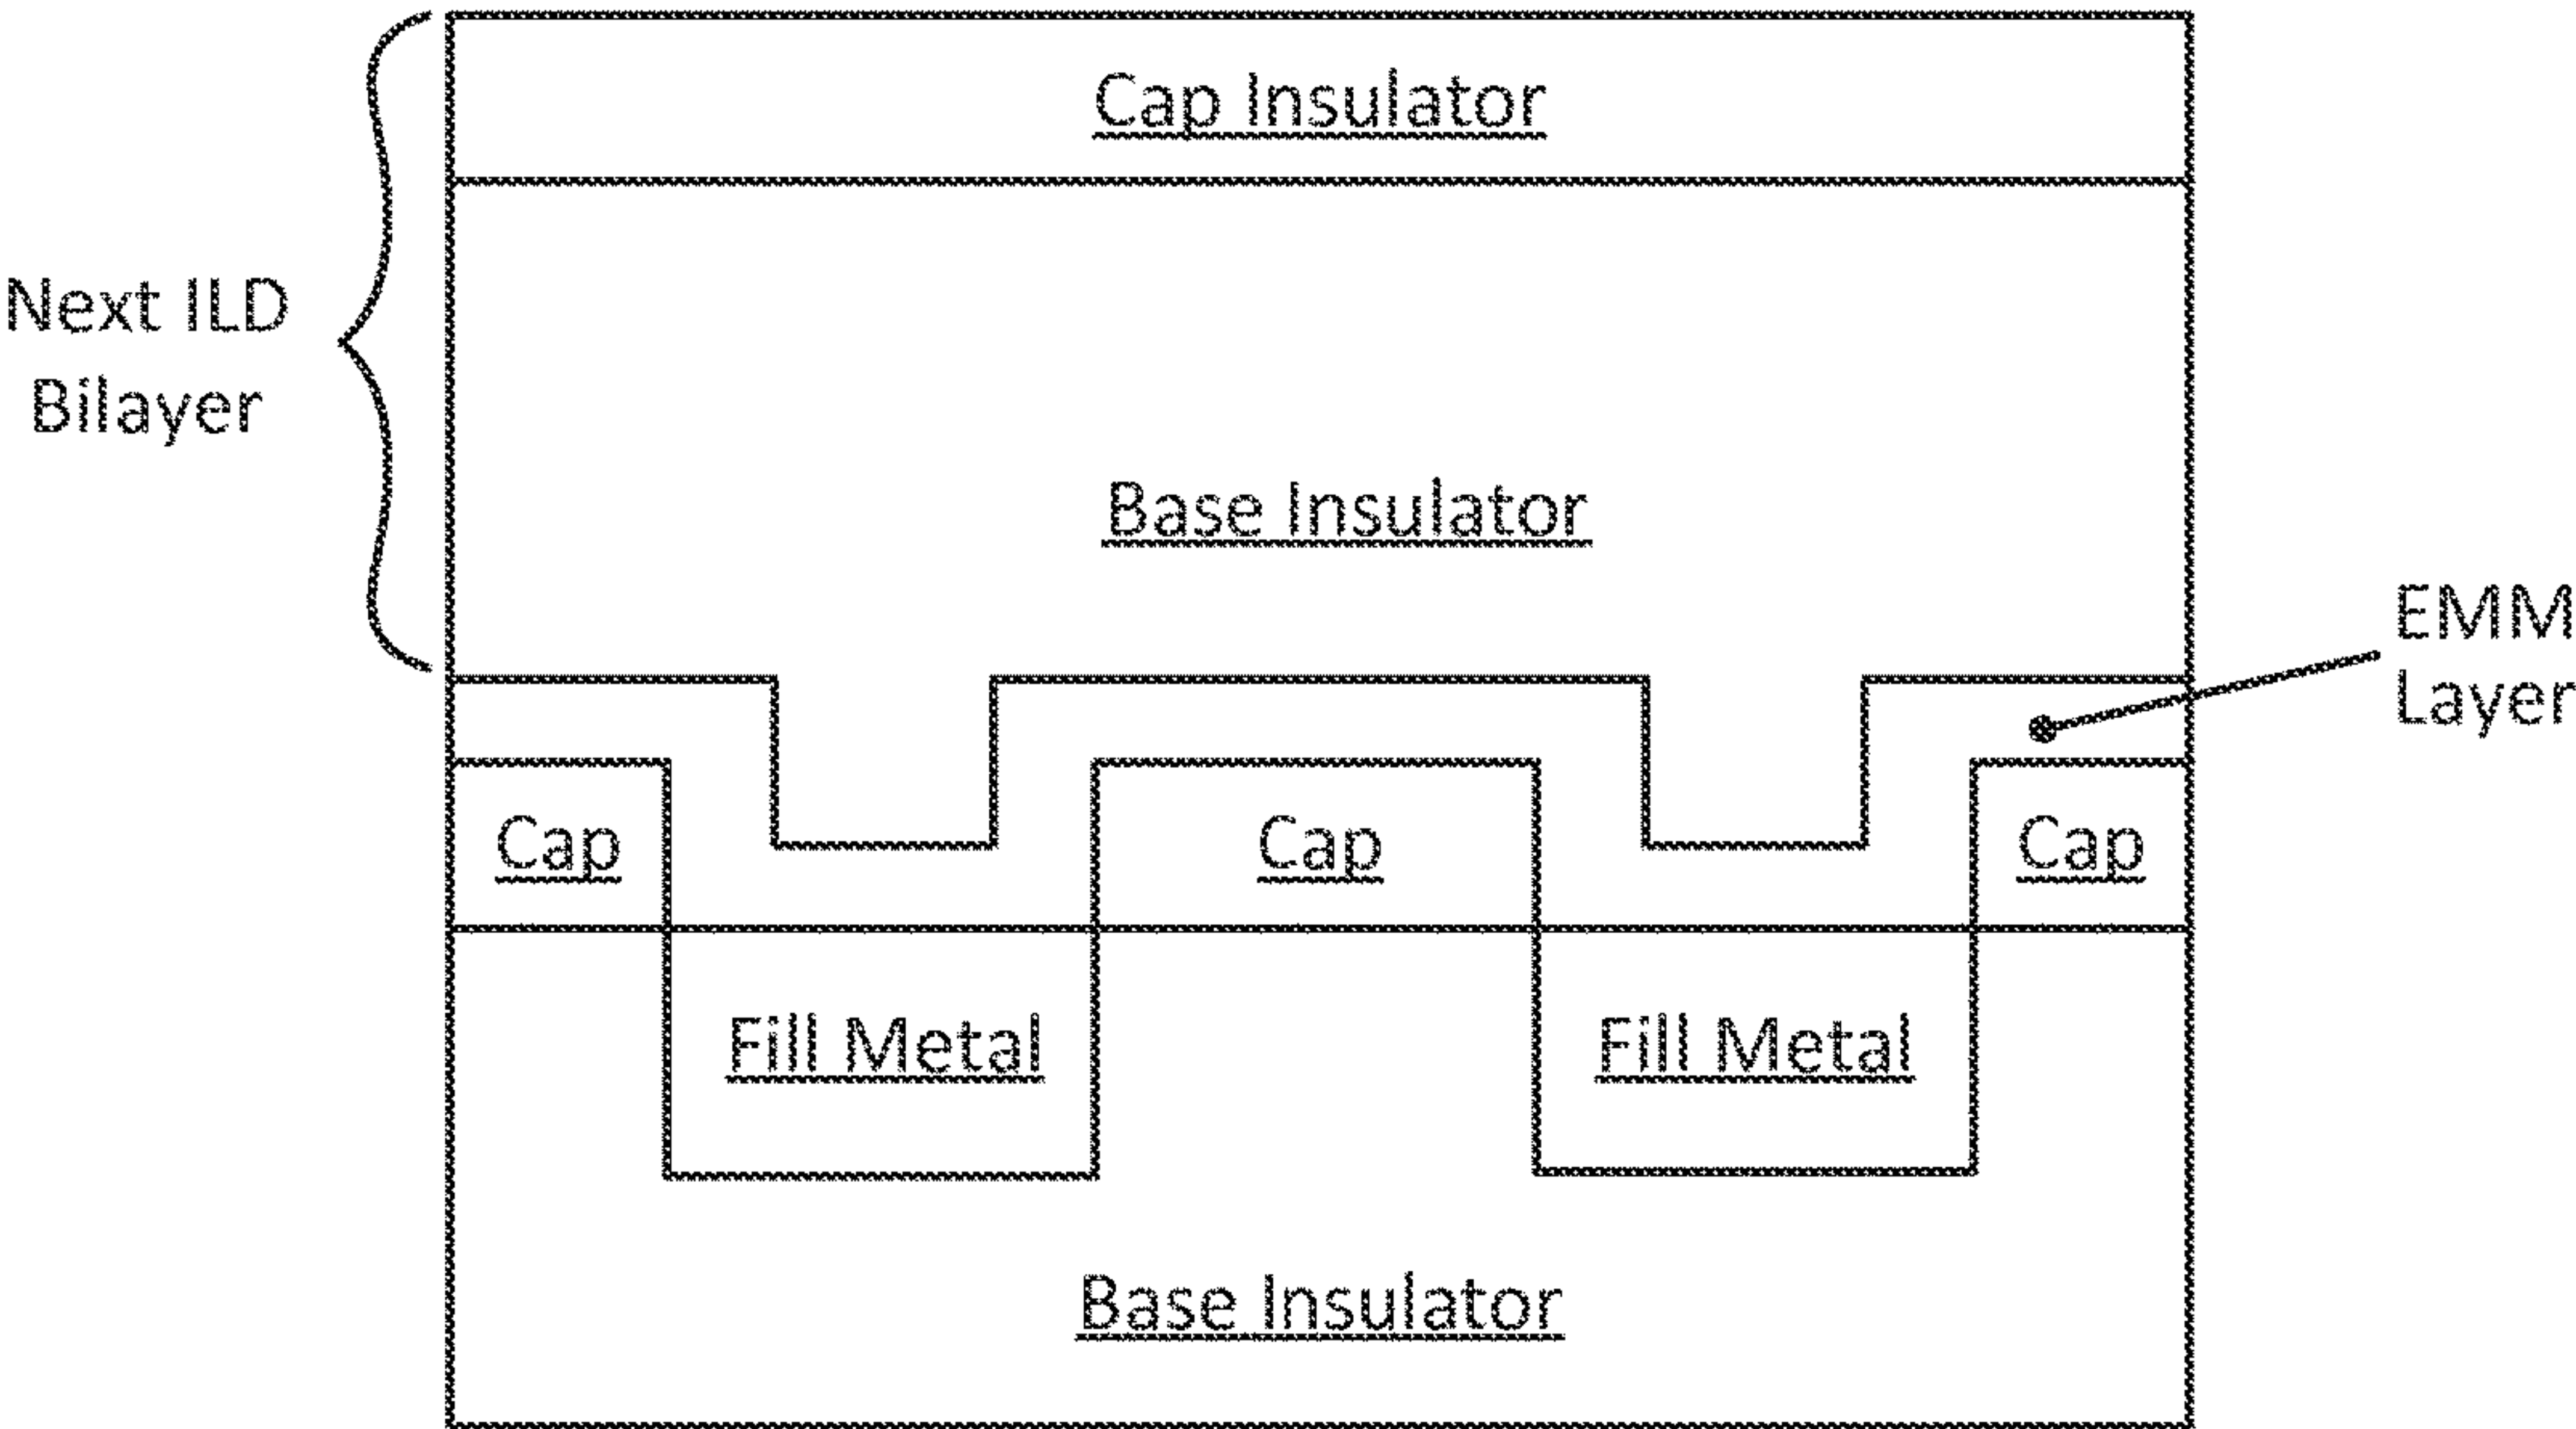 Cap Insulator
Next ILD
Bilayer
Base Insulator
EMM
Layer
Cap
Cap
Cap
Fill Metal
Fill Metal
Base Insulator